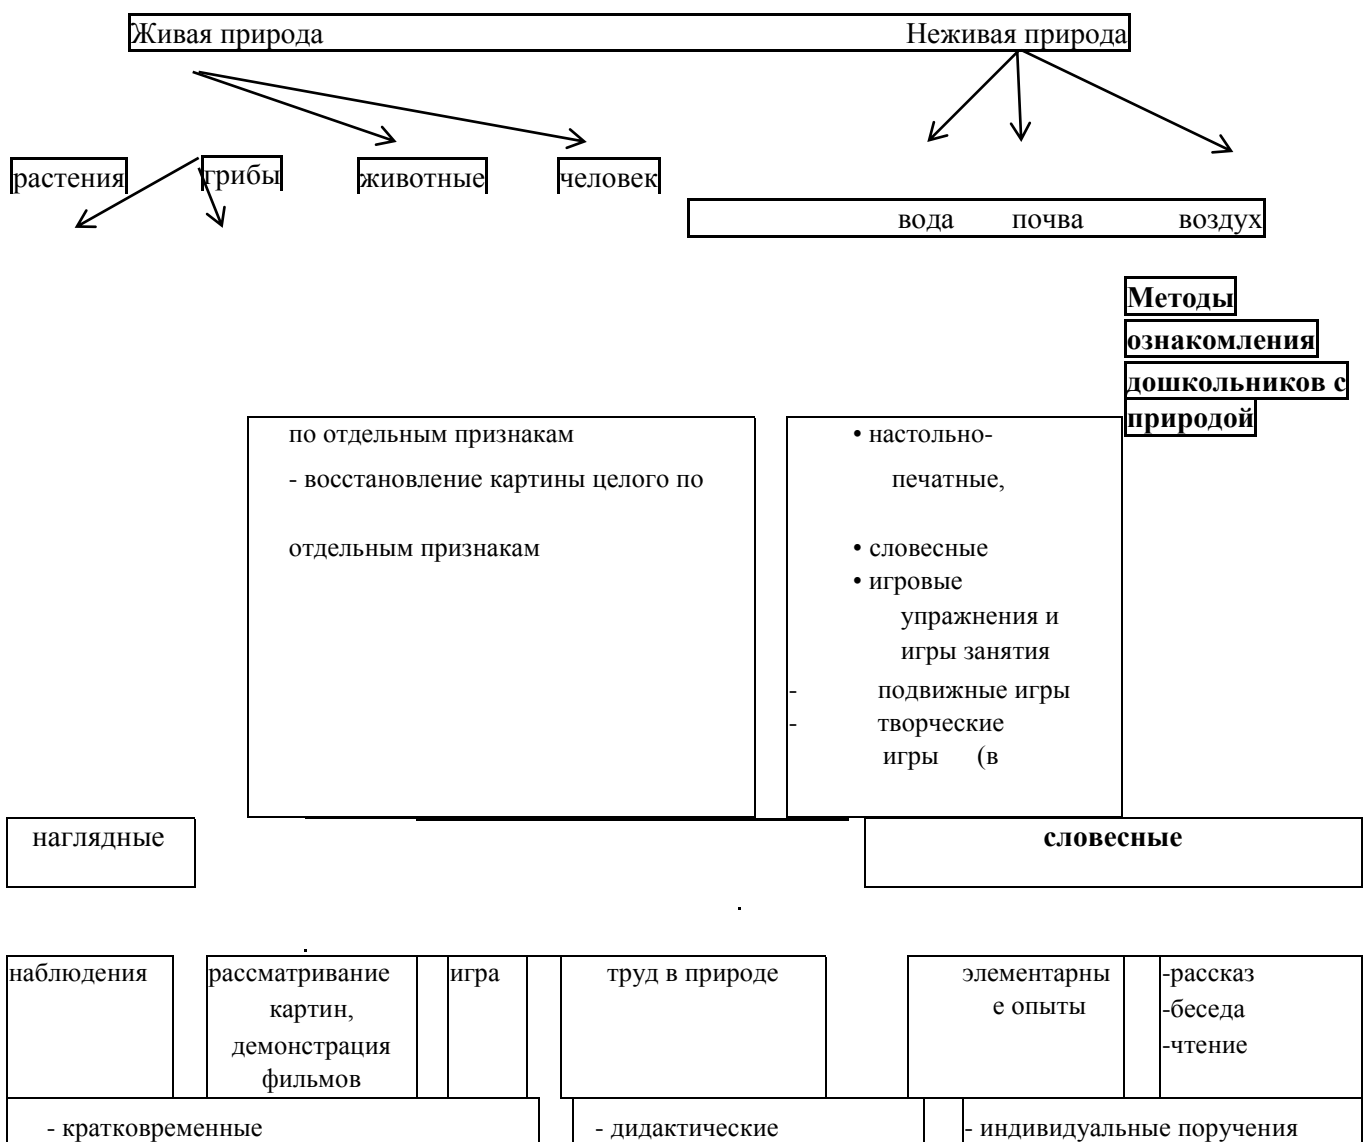 Живая природа Неживая природа
растения грибы животные человек
вода почва воздух
Методы
ознакомления
дошкольников с
природой
по отдельным признакам
- восстановление картины целого по
отдельным признакам
• настольно-
печатные,
• словесные
• игровые
упражнения и
игры занятия
- подвижные игры
- творческие
игры (в
наглядные
словесные
наблюдения
рассматривание
картин,
демонстрация
фильмов
игра
труд в природе
элементарны
е опыты
-рассказ
-беседа
-чтение
- кратковременные
- дидактические
- индивидуальные поручения